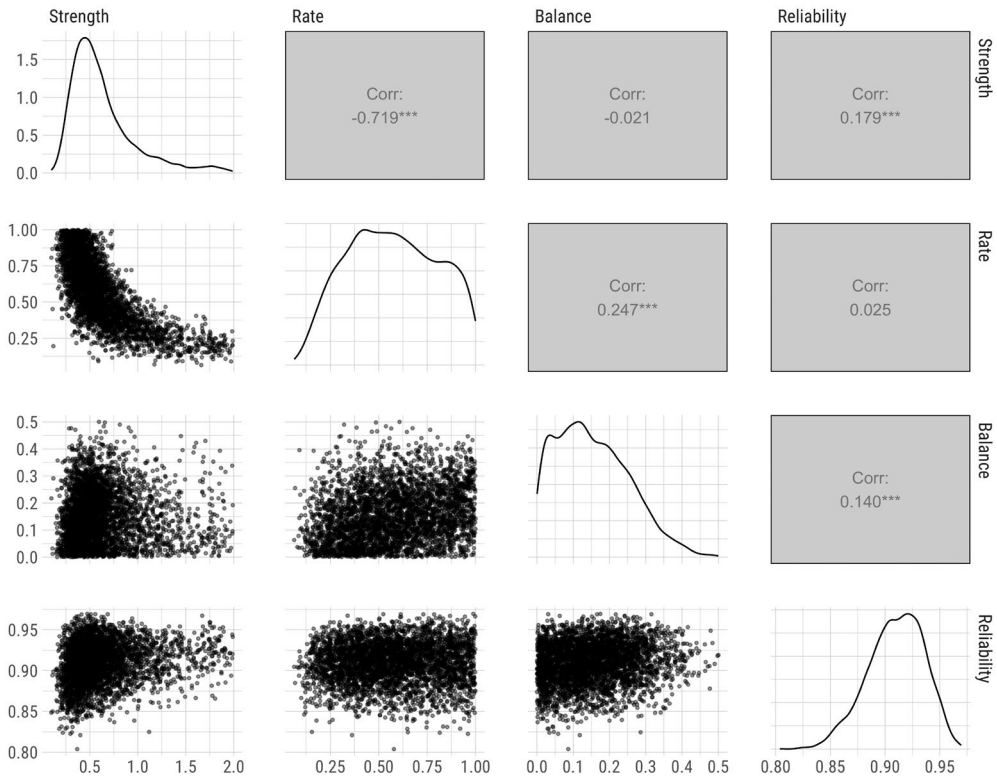 Strength
Rate
Balance
Reliability
1.5
1.0
0.5
0.0
Corr:
-0.719***
Corr:
-0.021
Corr:
0.179***
Strength
1.00
0.75
0.50
0.25
Corr:
0.247***
Corr:
0.025
Rate
0.5
0.4
0.3
0.2
0.1
0.0
Corr:
0.140***
Balance
0.95
0.90
0.85
0.80
Reliability
0.5 1.0 1.5 2.0
0.25 0.50 0.75 1.00
0.0 0.1 0.2 0.3 0.4 0.5
0.80 0.85 0.90 0.95